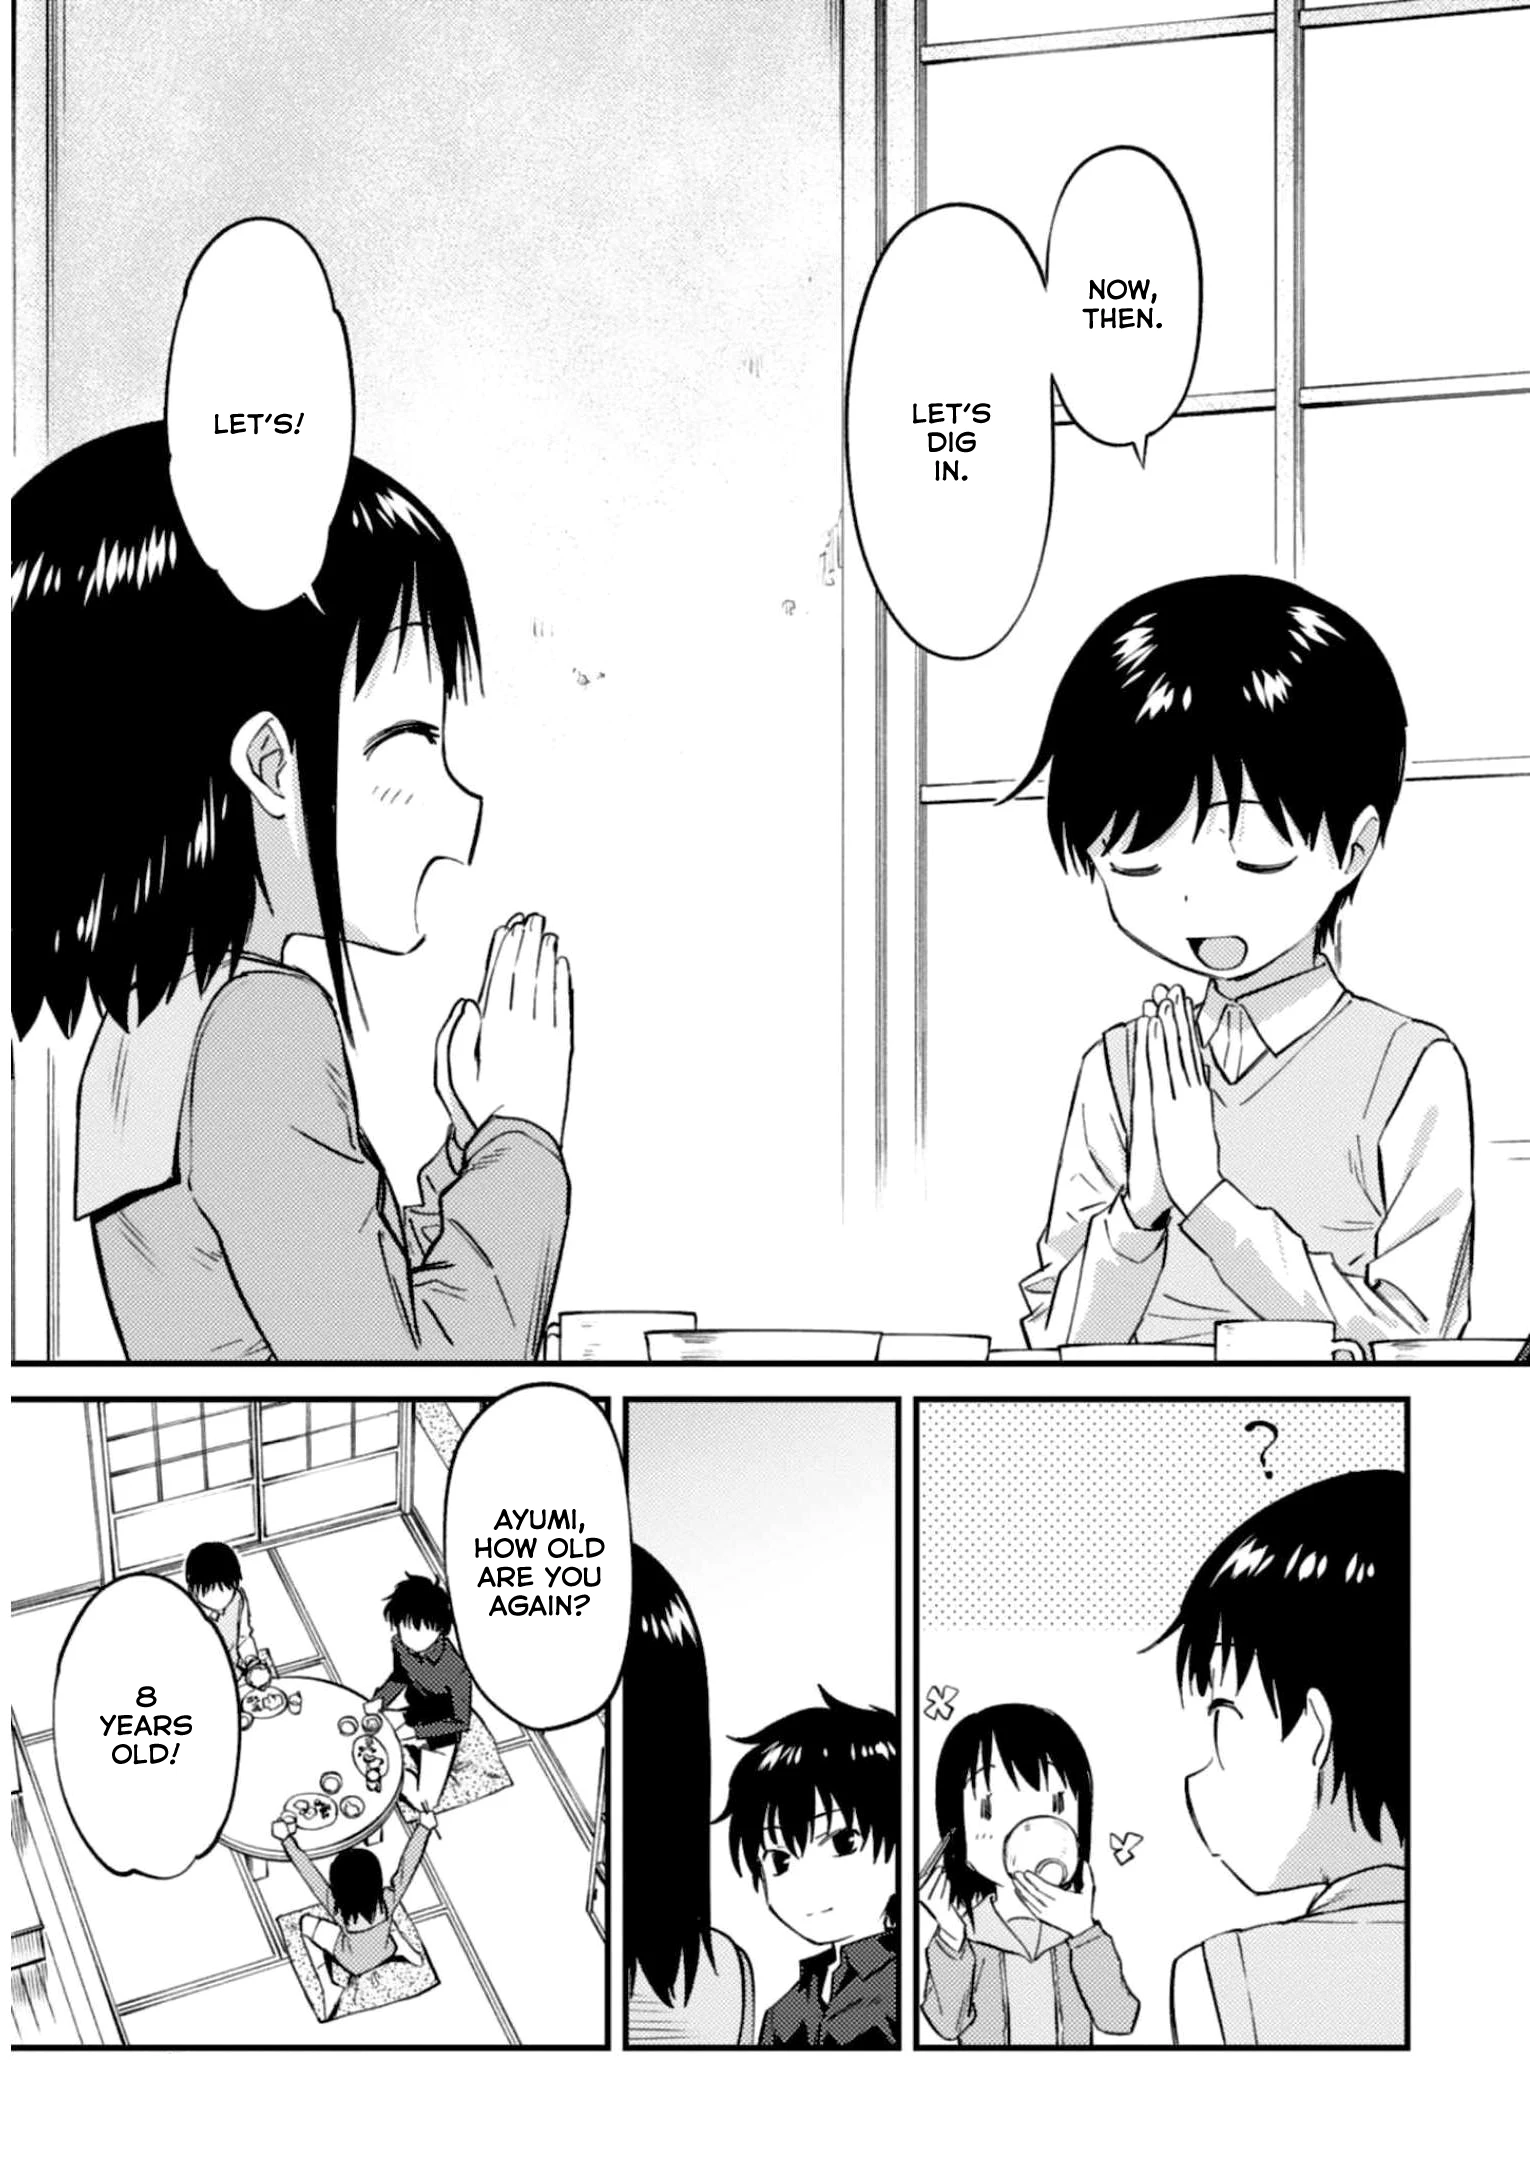 NOW,
THEN.
LET'S
DIG
IN.
LET'S!
?
AYUMI,
HOW OLD
ARE YOU
AGAIN?
8
YEARS
OLD!